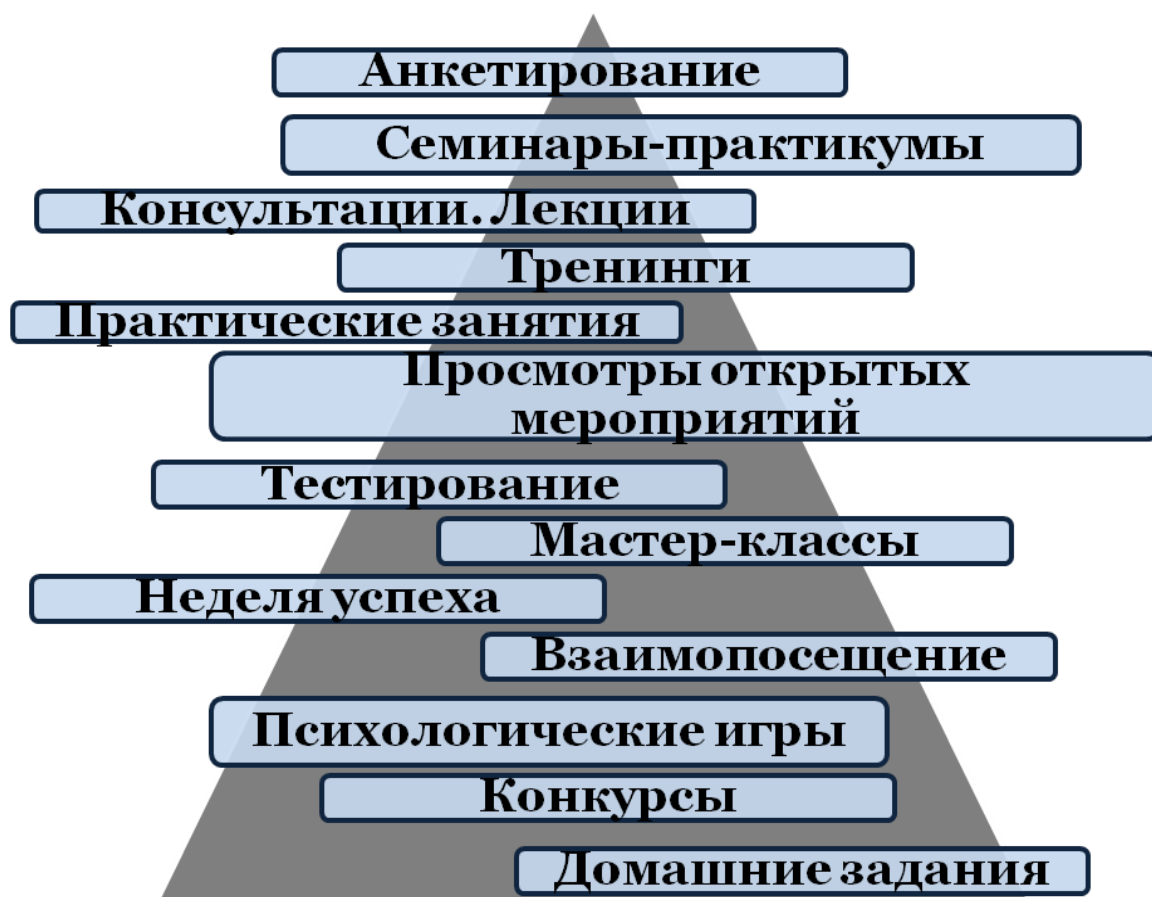 Анкетирование
Семинары-практикумы
Консультации. Лекции
Тренинги
Практические занятия
Просмотры открытых
мероприятий
Тестирование
Мастер-классы
Неделя успеха
Взаимопосещение
Психологические игры
Конкурсы
Домашние задания